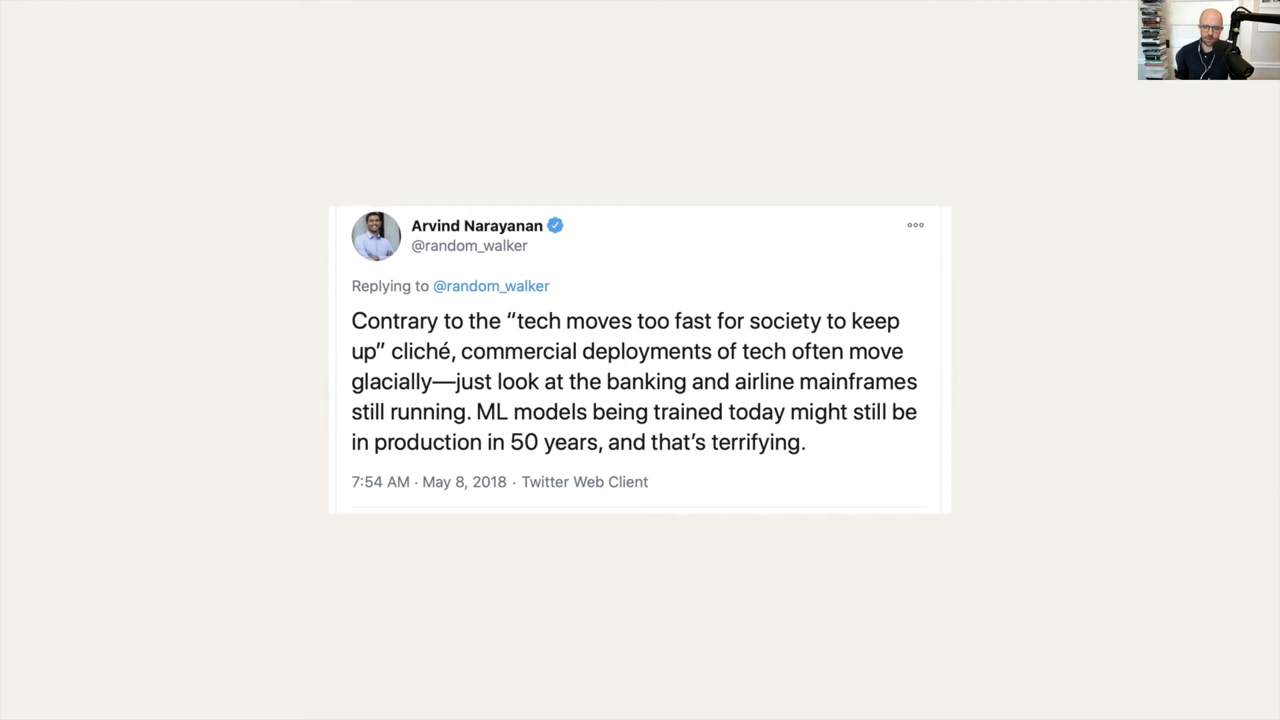 Arvind Narayanan
@random_walker
Replying to @random_walker
Contrary to the “tech moves too fast for society to keep
up” cliché, commercial deployments of tech often move
glacially—just look at the banking and airline mainframes
still running. ML models being trained today might still be
in production in 50 years, and that’s terrifying.
7:54 AM · May 8, 2018 · Twitter Web Client